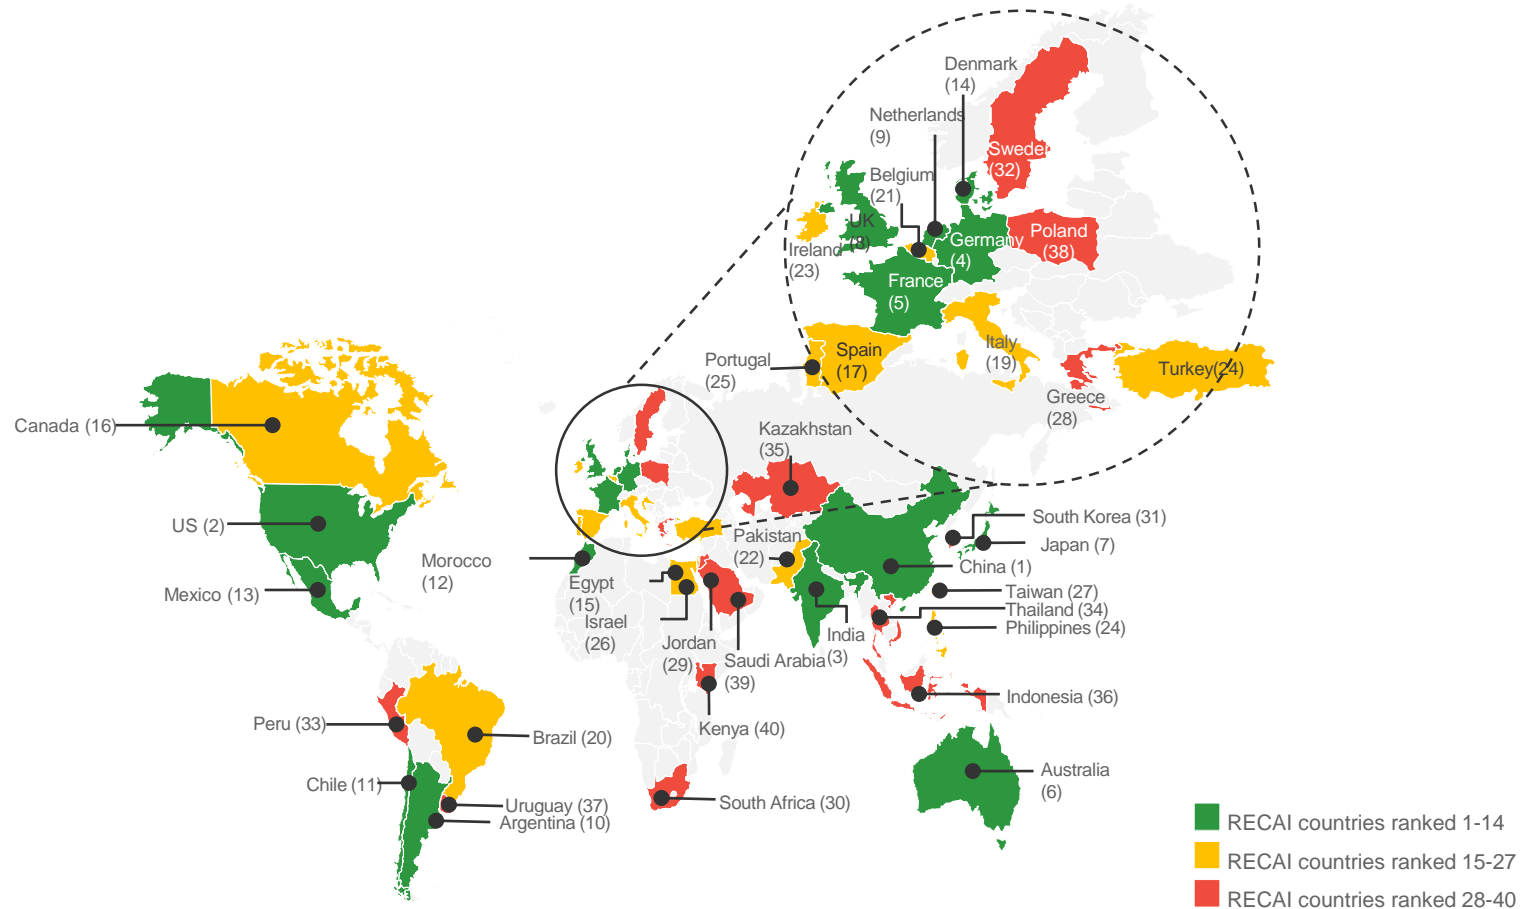 Denmark
(14)
Netherlands
(9)
Sweden
(32)
Belgium
(21)
UK
(8)
Ireland
(23)
Germany
(4)
Poland
(38)
France
(5)
Portugal
(25)
Spain
(17)
Italy
(19)
Turkey(24)
Greece
(28)
Canada (16)
Kazakhstan
(35)
US (2)
South Korea (31)
Japan (7)
Pakistan
(22)
Morocco
(12)
China (1)
Mexico (13)
Egypt
(15)
Taiwan (27)
Thailand (34)
Philippines (24)
Israel
(26)
India
(3)
Jordan
(29)
Saudi Arabia
(39)
Indonesia (36)
Peru (33)
Brazil (20)
Kenya (40)
Chile (11)
Australia
(6)
Uruguay (37)
Argentina (10)
South Africa (30)
RECAI countries ranked 1-14
RECAI countries ranked 15-27
RECAI countries ranked 28-40